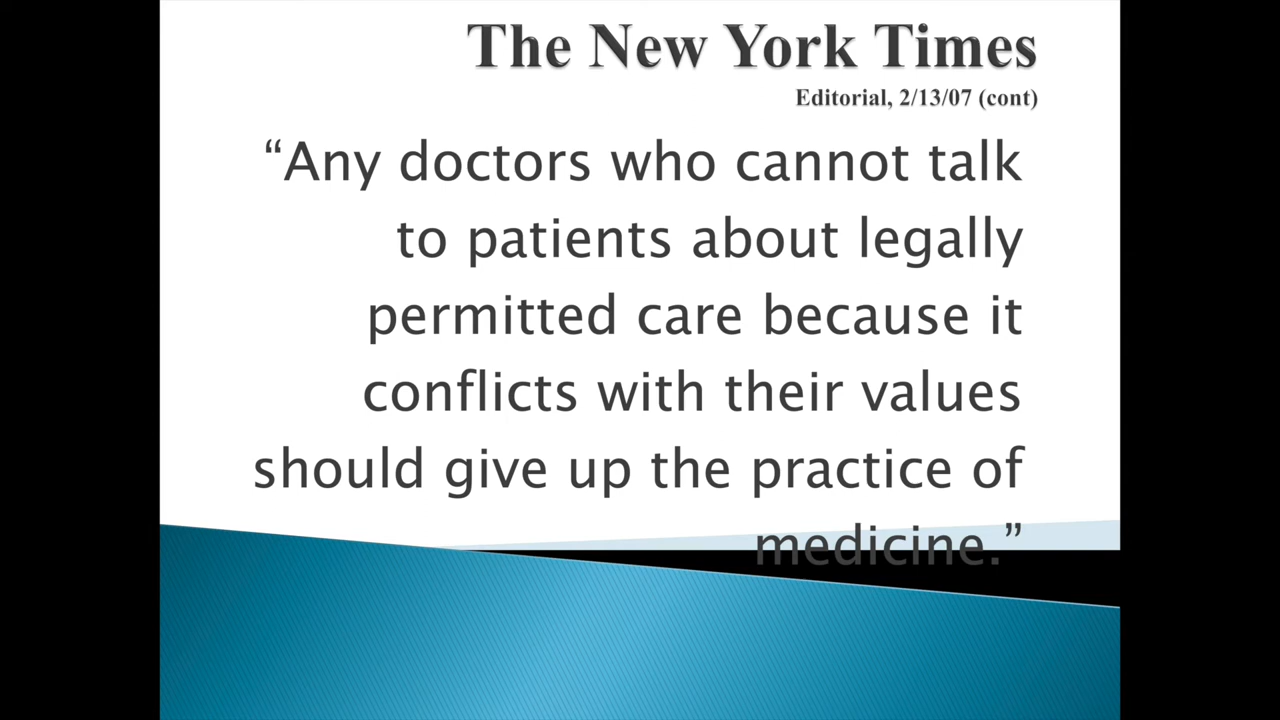 The New York Times
Editorial, 2/13/07 (cont)
“Any doctors who cannot talk
to patients about legally
permitted care because it
conflicts with their values
should give up the practice of
medicine.”